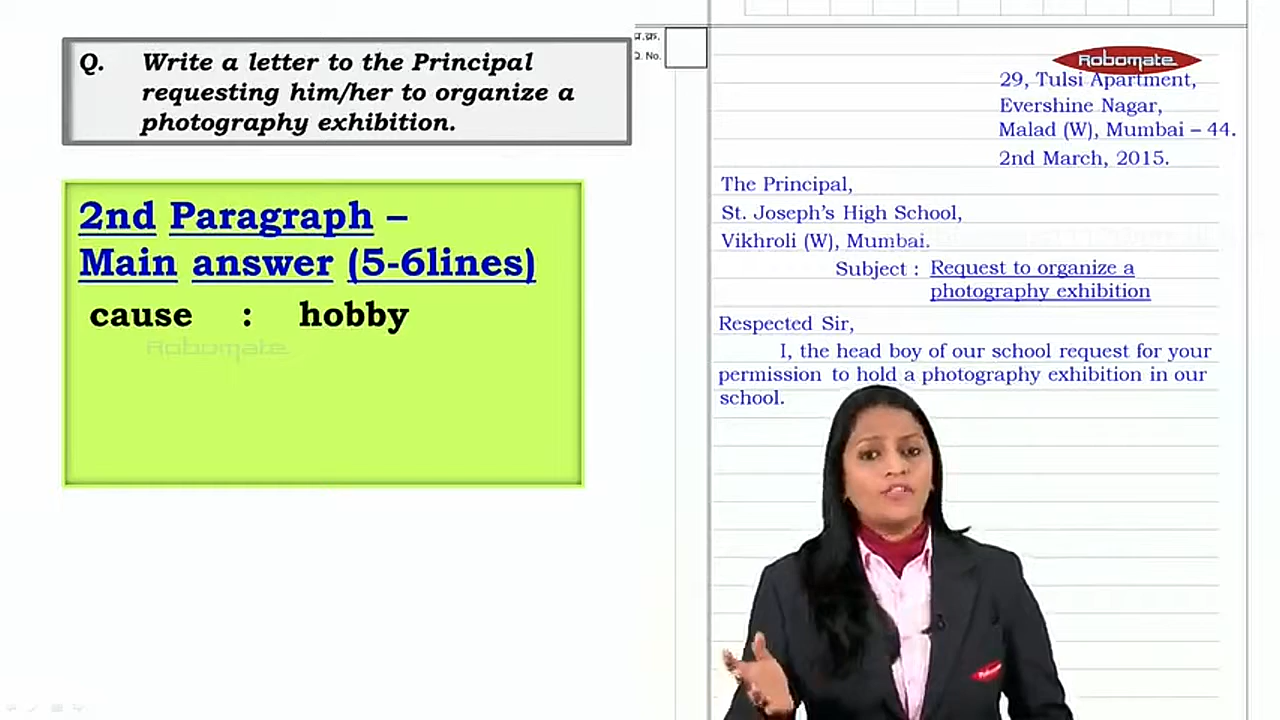 Q. Write a letter to the Principal
requesting him/her to organize a
photography exhibition.
2nd Paragraph –
Main answer (5-6lines)
cause : hobby
Robomate
प्र.क्र.
Q. No.
Robomate
29, Tulsi Apartment,
Evershine Nagar,
Malad (W), Mumbai – 44.
2nd March, 2015.
The Principal,
St. Joseph's High School,
Vikhroli (W), Mumbai.
Subject : Request to organize a
photography exhibition
Respected Sir,
I, the head boy of our school request for your
permission to hold a photography exhibition in our
school.